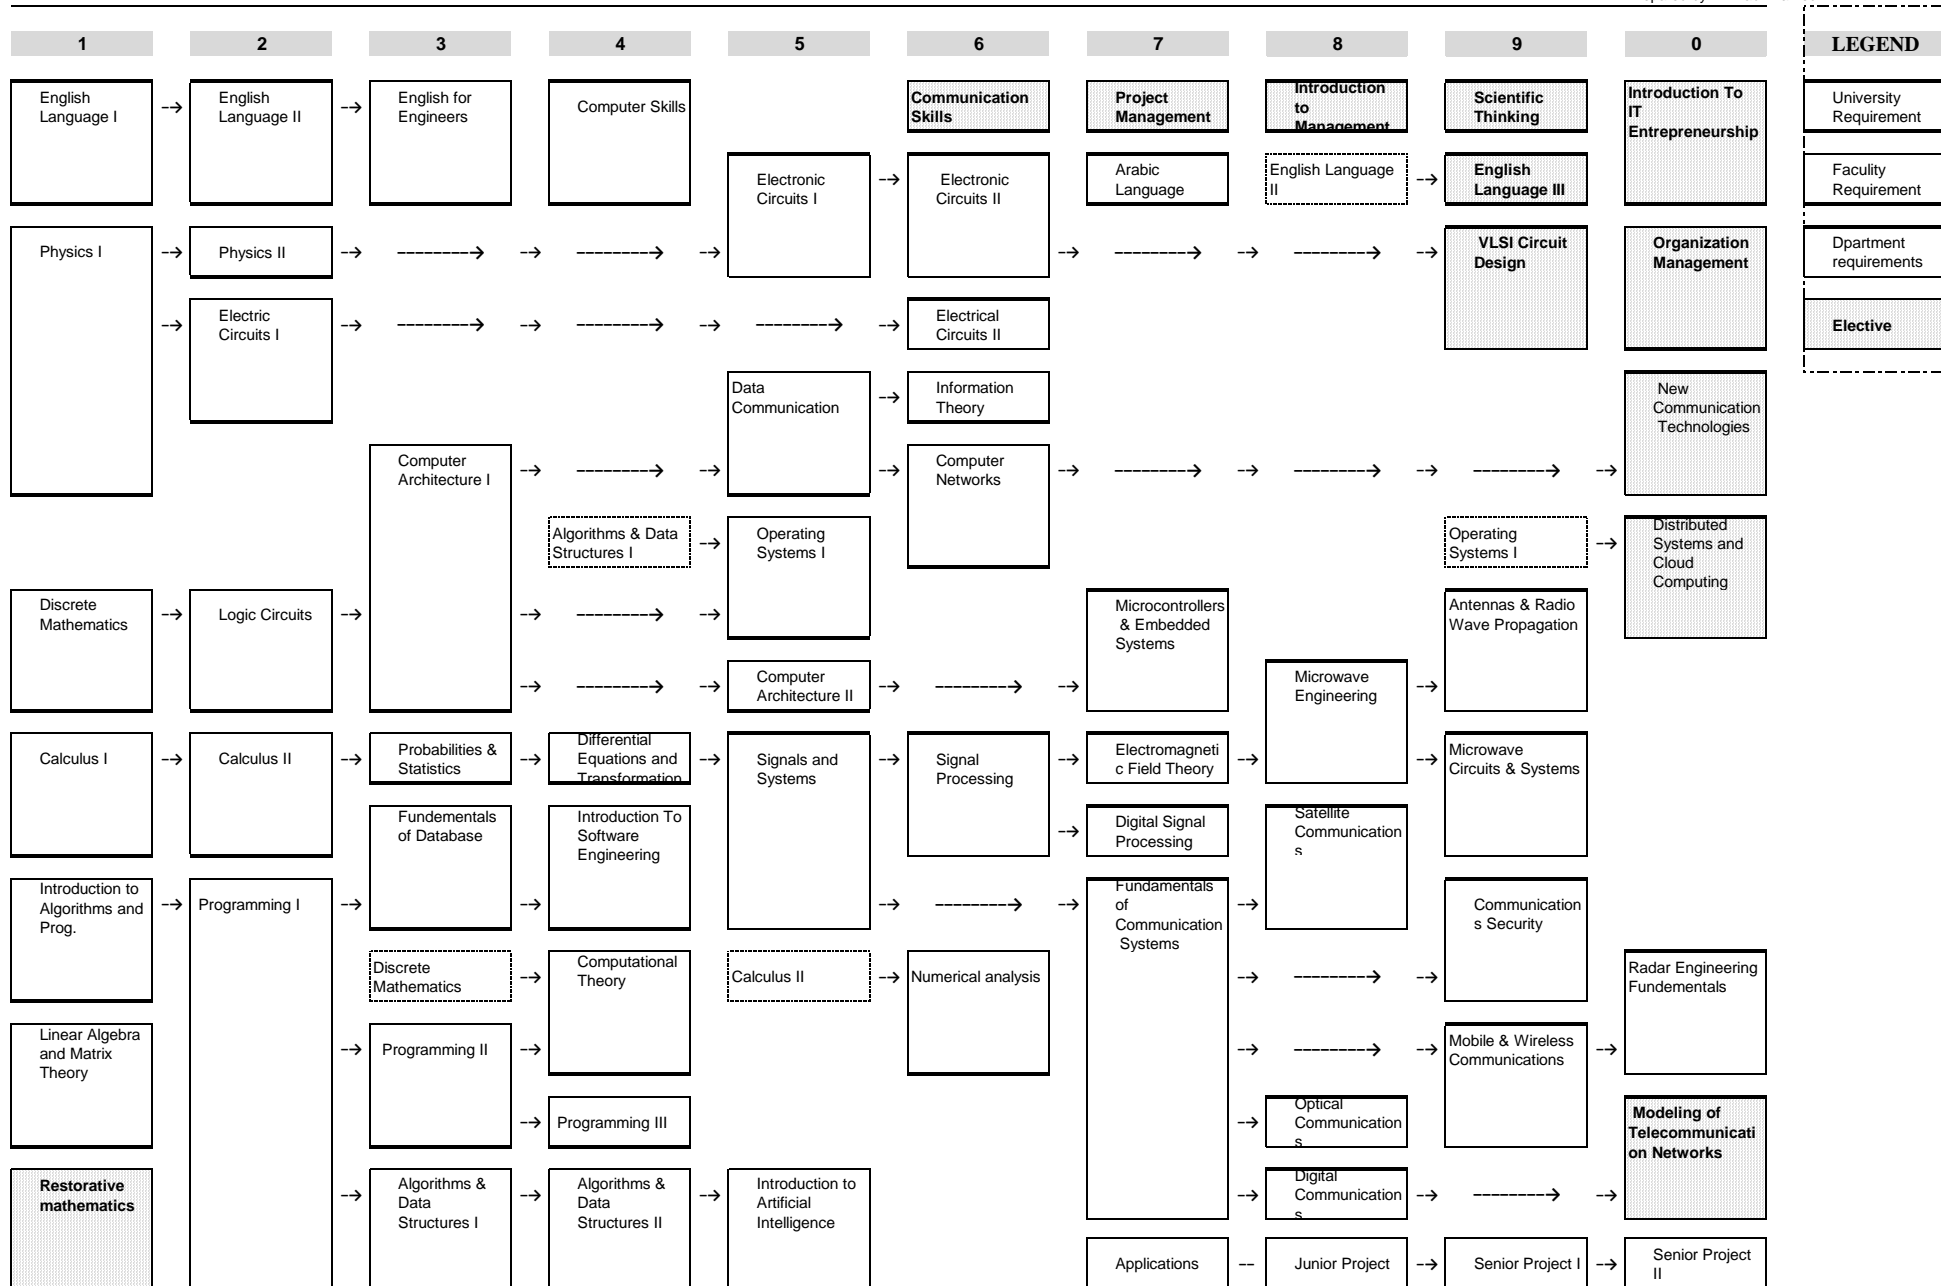 1 2 3 4 5 6 7 8 9 0 LEGEND
English
Language I
English
Language II
English for
Engineers
Computer Skills
Communication
Skills
Project
Management
Introduction
to
Management
Scientific
Thinking
Introduction To
IT
Entrepreneurship
University
Requirement
Electronic
Circuits I
Electronic
Circuits II
Arabic
Language
English Language
II
English
Language III
Faculity
Requirement
Physics I
Physics II
VLSI Circuit
Design
Organization
Management
Dpartment
requirements
Electric
Circuits I
Electrical
Circuits II
Elective
Data
Communication
Information
Theory
New
Communication
Technologies
Computer
Architecture I
Computer
Networks
Algorithms & Data
Structures I
Operating
Systems I
Operating
Systems I
Distributed
Systems and
Cloud
Computing
Discrete
Mathematics
Logic Circuits
Microcontrollers
& Embedded
Systems
Antennas & Radio
Wave Propagation
Computer
Architecture II
Microwave
Engineering
Calculus I
Calculus II
Probabilities &
Statistics
Differential
Equations and
Transformation
Signals and
Systems
Signal
Processing
Electromagneti
c Field Theory
Microwave
Circuits & Systems
Fundementals
of Database
Introduction To
Software
Engineering
Digital Signal
Processing
Satellite
Communication
s
Introduction to
Algorithms and
Prog.
Programming I
Fundamentals
of
Communication
Systems
Communication
s Security
Discrete
Mathematics
Computational
Theory
Calculus II
Numerical analysis
Radar Engineering
Fundementals
Linear Algebra
and Matrix
Theory
Programming II
Mobile & Wireless
Communications
Programming III
Optical
Communication
s
Modeling of
Telecommunicati
on Networks
Restorative
mathematics
Algorithms &
Data
Structures I
Algorithms &
Data
Structures II
Introduction to
Artificial
Intelligence
Digital
Communication
s
Applications
Junior Project
Senior Project I
Senior Project
II